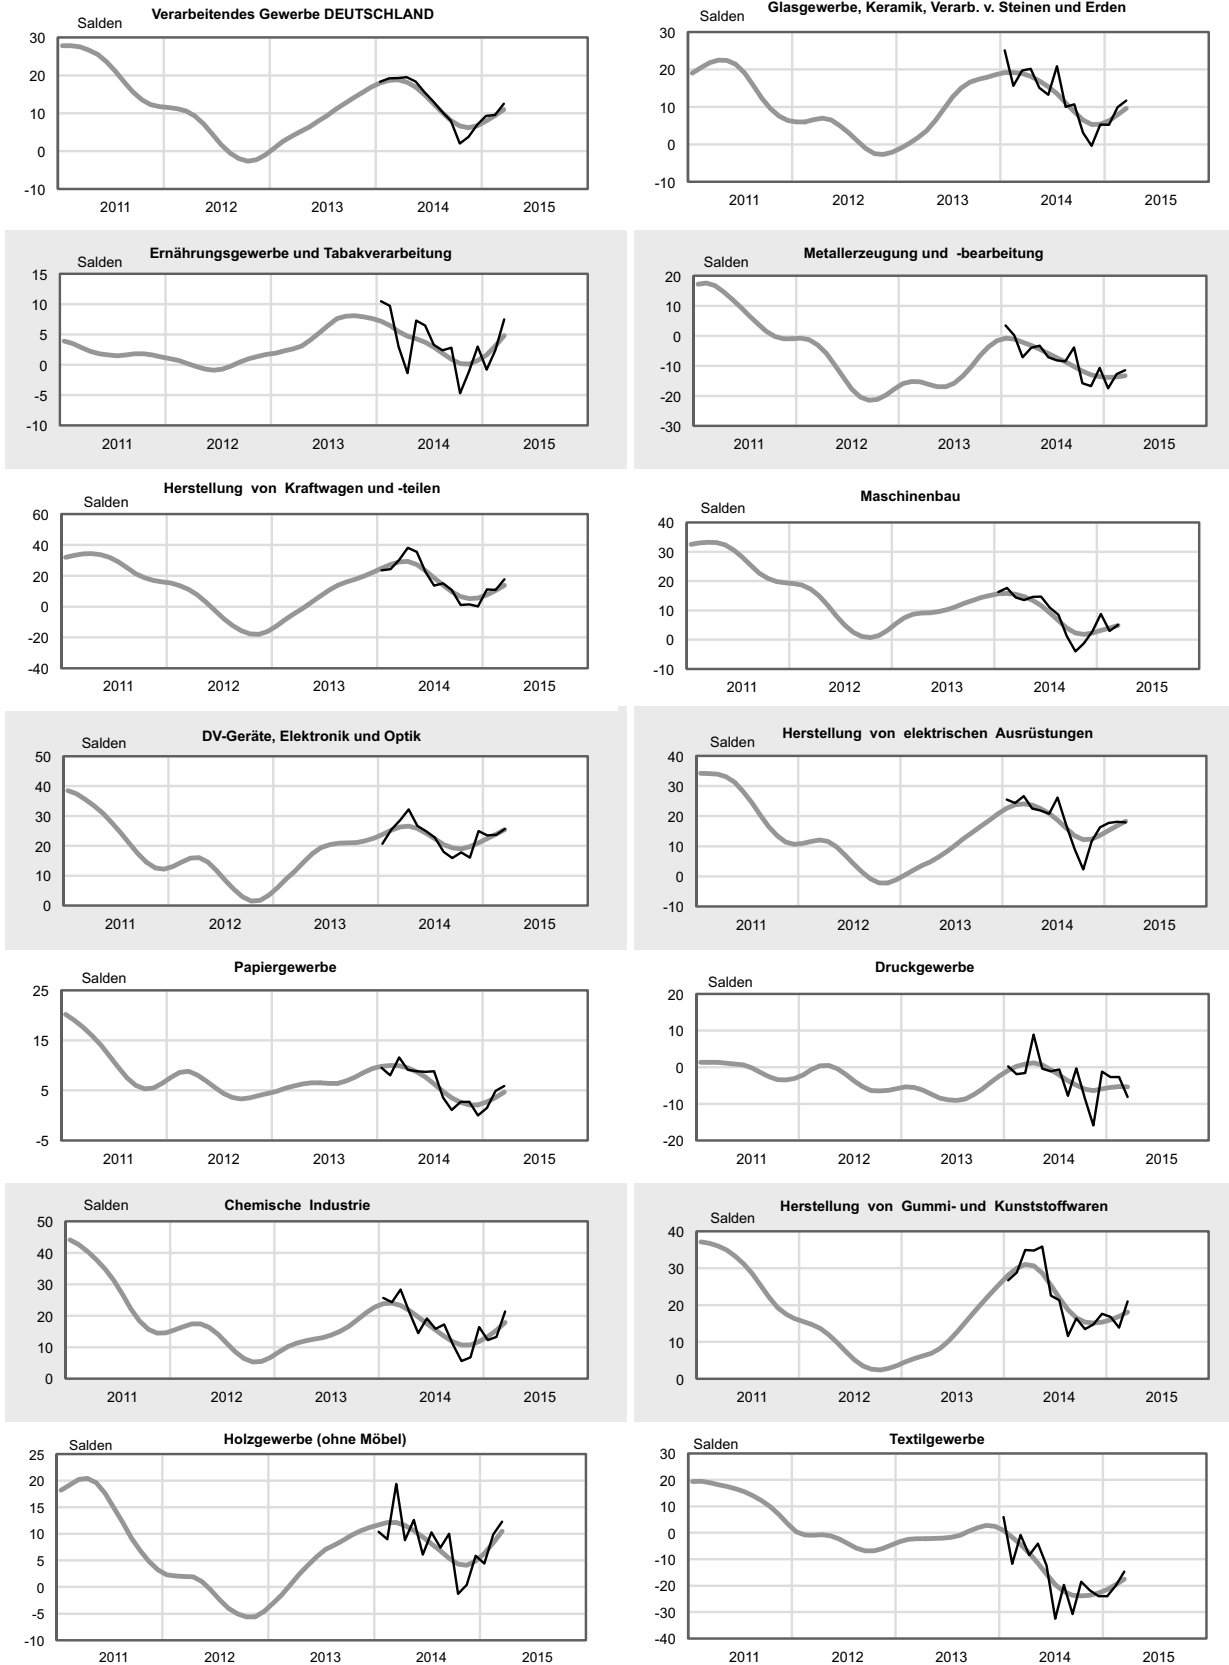 Verarbeitendes Gewerbe DEUTSCHLAND
Salden
30
20
10
0
-10
2011 2012 2013 2014 2015
Glasgewerbe, Keramik, Verarb. v. Steinen und Erden
Salden
30
20
10
0
-10
2011 2012 2013 2014 2015
Ernährungsgewerbe und Tabakverarbeitung
Salden
15
10
5
0
-5
-10
2011 2012 2013 2014 2015
Metallerzeugung und -bearbeitung
Salden
20
10
0
-10
-20
-30
2011 2012 2013 2014 2015
Herstellung von Kraftwagen und -teilen
Salden
60
40
20
0
-20
-40
2011 2012 2013 2014 2015
Maschinenbau
Salden
40
30
20
10
0
-10
2011 2012 2013 2014 2015
DV-Geräte, Elektronik und Optik
Salden
50
40
30
20
10
0
2011 2012 2013 2014 2015
Herstellung von elektrischen Ausrüstungen
Salden
40
30
20
10
0
-10
2011 2012 2013 2014 2015
Papiergewerbe
Salden
25
15
5
-5
2011 2012 2013 2014 2015
Druckgewerbe
Salden
20
10
0
-10
-20
2011 2012 2013 2014 2015
Chemische Industrie
Salden
50
40
30
20
10
0
2011 2012 2013 2014 2015
Herstellung von Gummi- und Kunststoffwaren
Salden
40
30
20
10
0
2011 2012 2013 2014 2015
Holzgewerbe (ohne Möbel)
Salden
25
20
15
10
5
0
-5
-10
2011 2012 2013 2014 2015
Textilgewerbe
Salden
30
20
10
0
-10
-20
-30
-40
2011 2012 2013 2014 2015